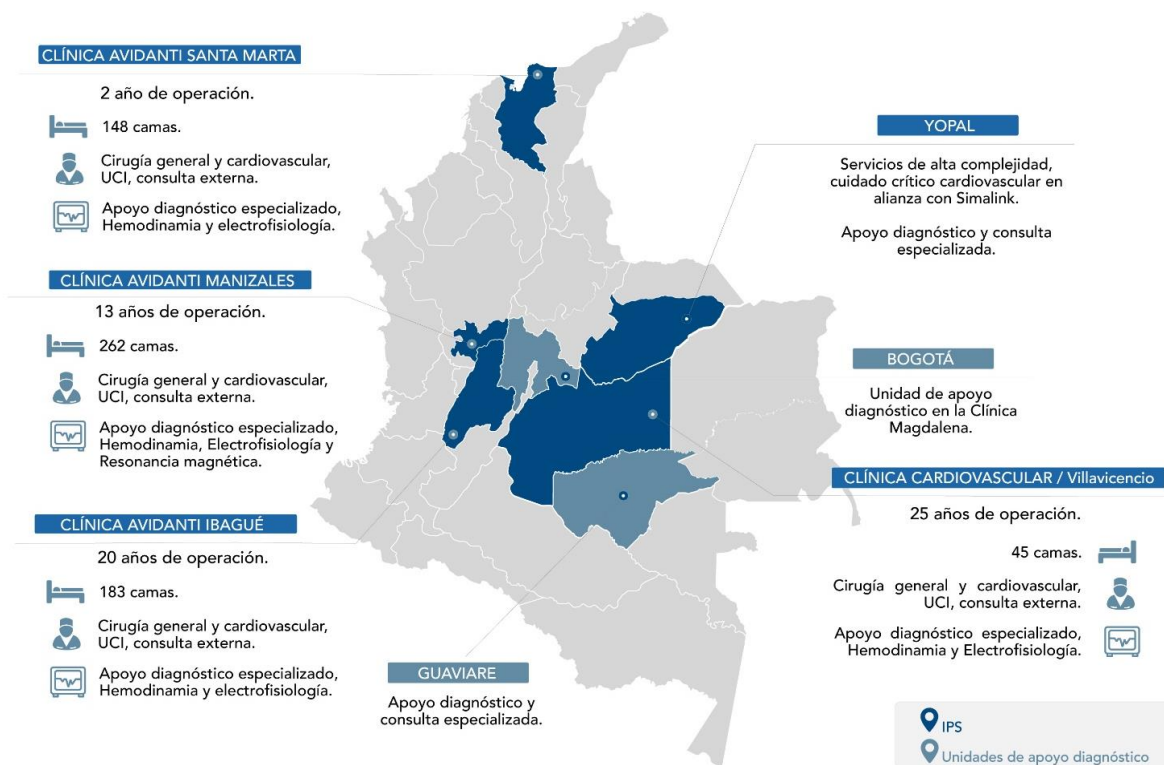 CLÍNICA AVIDANTI SANTA MARTA
2 año de operación.
148 camas.
Cirugía general y cardiovascular,
UCI, consulta externa.
Apoyo diagnóstico especializado,
Hemodinamia y electrofisiología.
CLÍNICA AVIDANTI MANIZALES
13 años de operación.
262 camas.
Cirugía general y cardiovascular,
UCI, consulta externa.
Apoyo diagnóstico especializado,
Hemodinamia, Electrofisiología y
Resonancia magnética.
CLÍNICA AVIDANTI IBAGUÉ
20 años de operación.
183 camas.
Cirugía general y cardiovascular,
UCI, consulta externa.
Apoyo diagnóstico especializado,
Hemodinamia y electrofisiología.
GUAVIARE
Apoyo diagnóstico y
consulta especializada.
YOPAL
Servicios de alta complejidad,
cuidado crítico cardiovascular en
alianza con Simalink.
Apoyo diagnóstico y consulta
especializada.
BOGOTÁ
Unidad de apoyo
diagnóstico en la Clínica
Magdalena.
CLÍNICA CARDIOVASCULAR / Villavicencio
25 años de operación.
45 camas.
Cirugía general y cardiovascular,
UCI, consulta externa.
Apoyo diagnóstico especializado,
Hemodinamia y Electrofisiología.
IPS
Unidades de apoyo diagnóstico